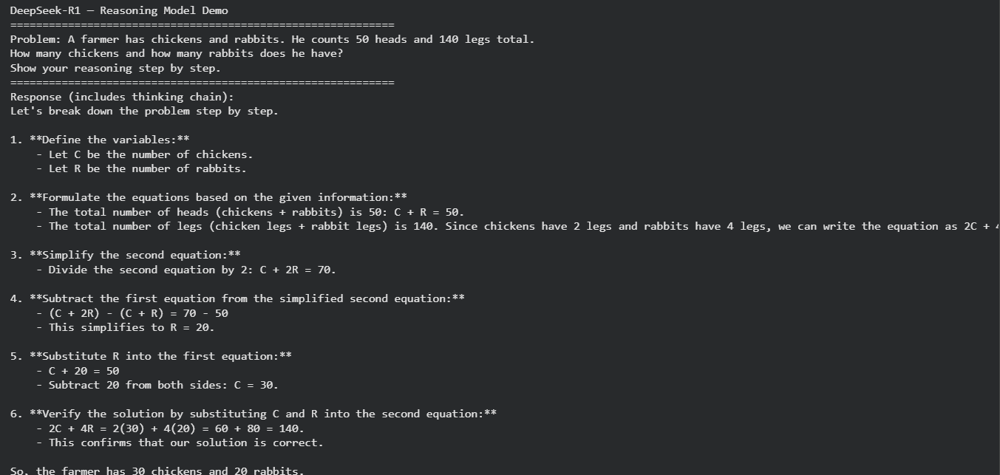 DeepSeek-R1 — Reasoning Model Demo
============================================================
Problem: A farmer has chickens and rabbits. He counts 50 heads and 140 legs total.
How many chickens and how many rabbits does he have?
Show your reasoning step by step.
============================================================
Response (includes thinking chain):
Let's break down the problem step by step.
1. **Define the variables:**
- Let C be the number of chickens.
- Let R be the number of rabbits.
2. **Formulate the equations based on the given information:**
- The total number of heads (chickens + rabbits) is 50: C + R = 50.
- The total number of legs (chicken legs + rabbit legs) is 140. Since chickens have 2 legs and rabbits have 4 legs, we can write the equation as 2C +
3. **Simplify the second equation:**
- Divide the second equation by 2: C + 2R = 70.
4. **Subtract the first equation from the simplified second equation:**
- (C + 2R) - (C + R) = 70 - 50
- This simplifies to R = 20.
5. **Substitute R into the first equation:**
- C + 20 = 50
- Subtract 20 from both sides: C = 30.
6. **Verify the solution by substituting C and R into the second equation:**
- 2C + 4R = 2(30) + 4(20) = 60 + 80 = 140.
- This confirms that our solution is correct.
So, the farmer has 30 chickens and 20 rabbits.